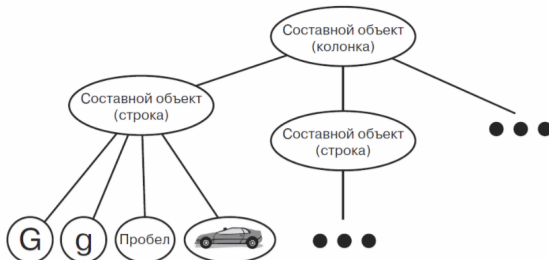 Составной объект
(колонка)
Составной объект
(строка)
Составной объект
(строка)
G
g
Пробел